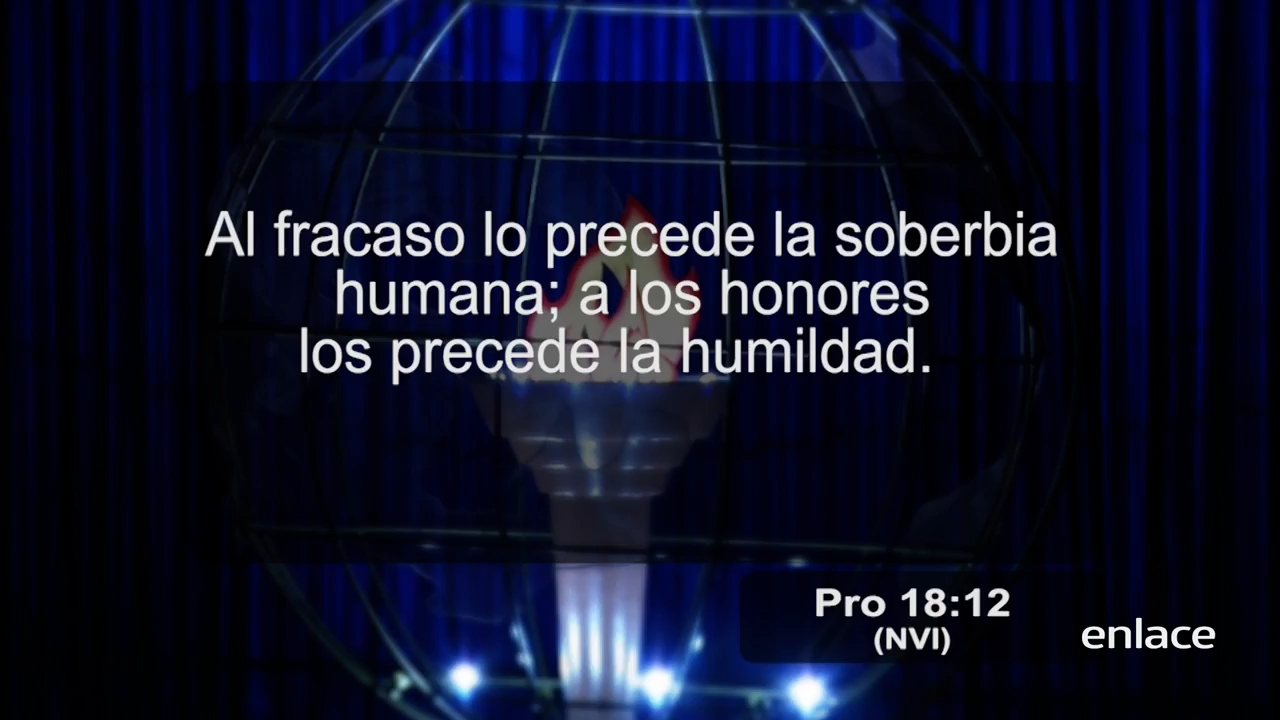 Al fracaso lo precede la soberbia
humana; a los honores
los precede la humildad.
Pro 18:12
(NVI)
enlace